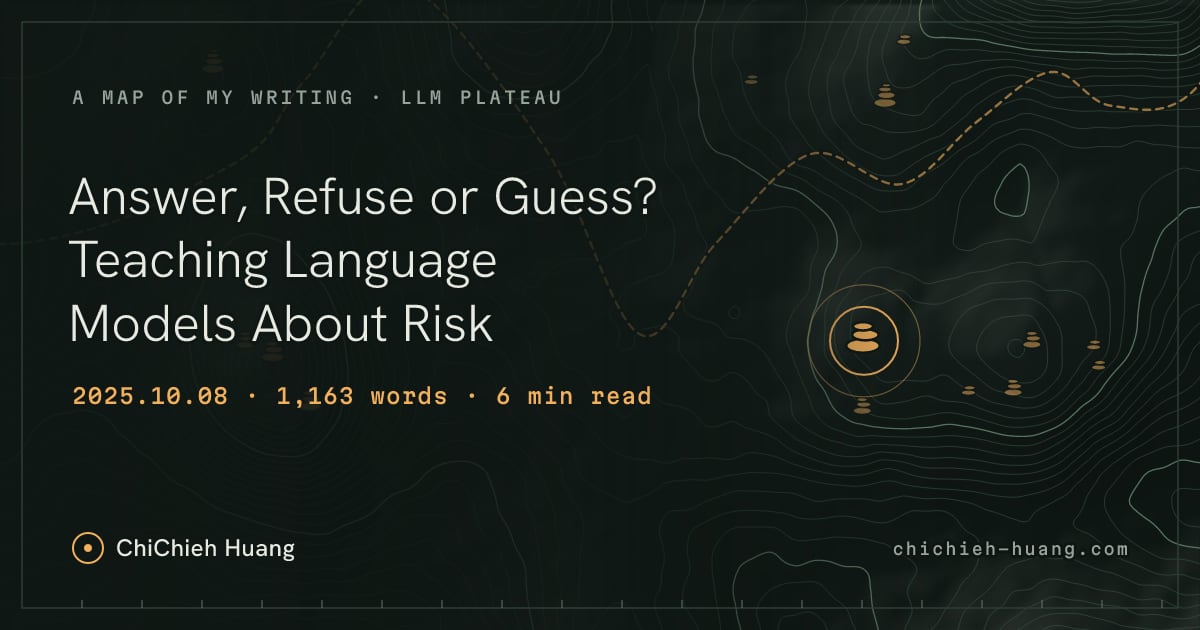 A MAP OF MY WRITING · LLM PLATEAU
Answer, Refuse or Guess?
Teaching Language
Models About Risk
2025.10.08 · 1,163 words · 6 min read
ChiChieh Huang
chichieh-huang.com